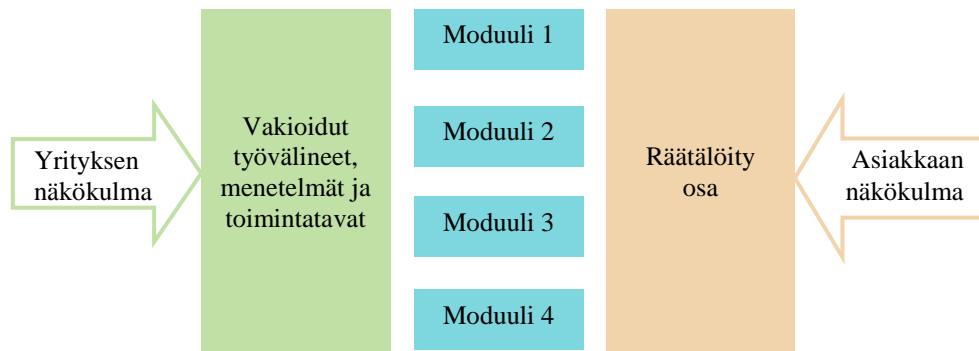 Yrityksen
näkökulma
Vakioidut
työvälineet,
menetelmät ja
toimintatavat
Moduuli 1
Moduuli 2
Moduuli 3
Moduuli 4
Räätälöity
osa
Asiakkaan
näkökulma